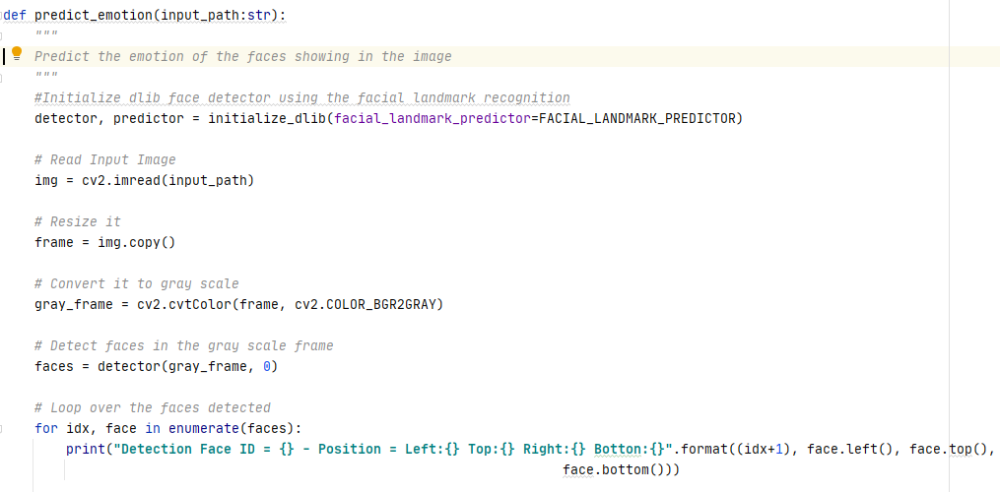 def predict_emotion(input_path:str):
    """
    Predict the emotion of the faces showing in the image
    """
    #Initialize dlib face detector using the facial landmark recognition
    detector, predictor = initialize_dlib(facial_landmark_predictor=FACIAL_LANDMARK_PREDICTOR)

    # Read Input Image
    img = cv2.imread(input_path)

    # Resize it
    frame = img.copy()

    # Convert it to gray scale
    gray_frame = cv2.cvtColor(frame, cv2.COLOR_BGR2GRAY)

    # Detect faces in the gray scale frame
    faces = detector(gray_frame, 0)

    # Loop over the faces detected
    for idx, face in enumerate(faces):
        print("Detection Face ID = {} - Position = Left:{} Top:{} Right:{} Botton:{}".format((idx+1), face.left(), face.top(),
                                                                   face.bottom()))